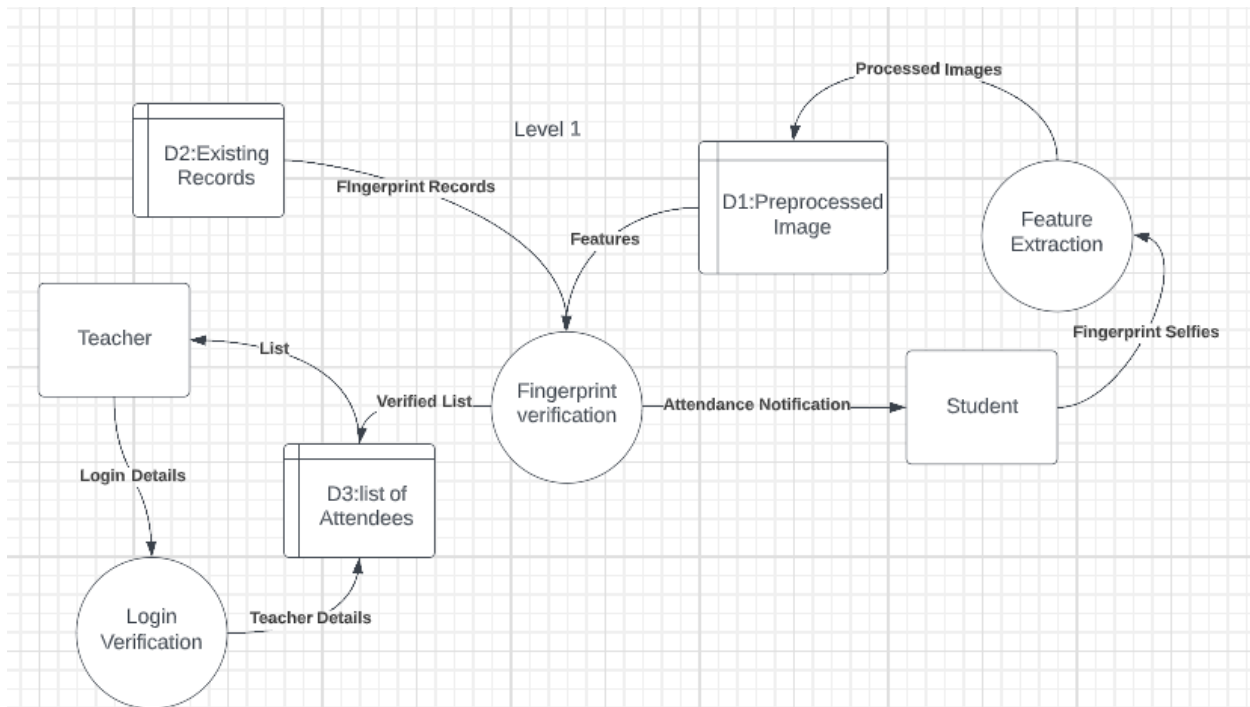 Processed Images
Level 1
D2:Existing
Records
FIngerprint Records
D1:Preprocessed
Image
Features
Feature
Extraction
Fingerprint Selfies
Teacher
List
Verified List
Fingerprint
verification
Attendance Notification
Student
Login Details
D3:list of
Attendees
Login
Verification
Teacher Details